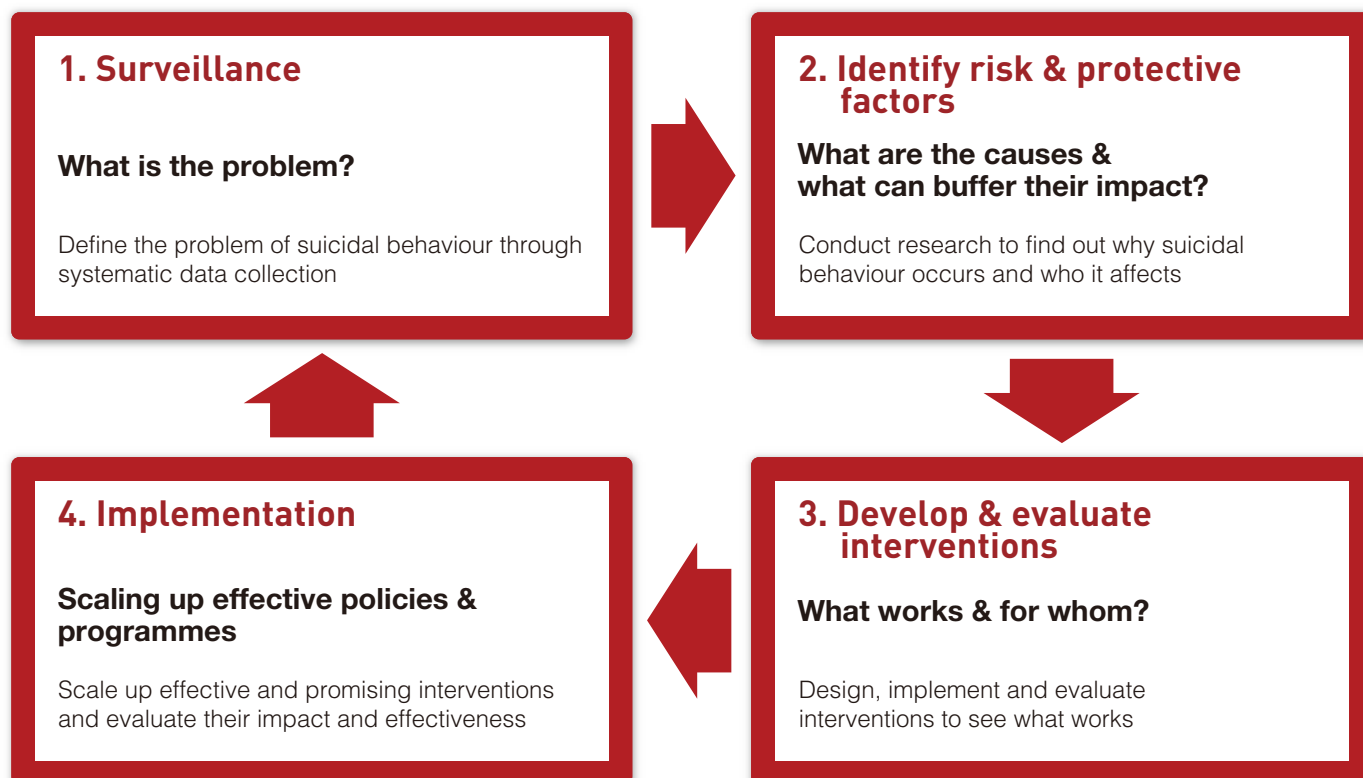 1. Surveillance
What is the problem?
Define the problem of suicidal behaviour through
systematic data collection
2. Identify risk & protective
factors
What are the causes &
what can buffer their impact?
Conduct research to find out why suicidal
behaviour occurs and who it affects
3. Develop & evaluate
interventions
What works & for whom?
Design, implement and evaluate
interventions to see what works
4. Implementation
Scaling up effective policies &
programmes
Scale up effective and promising interventions
and evaluate their impact and effectiveness